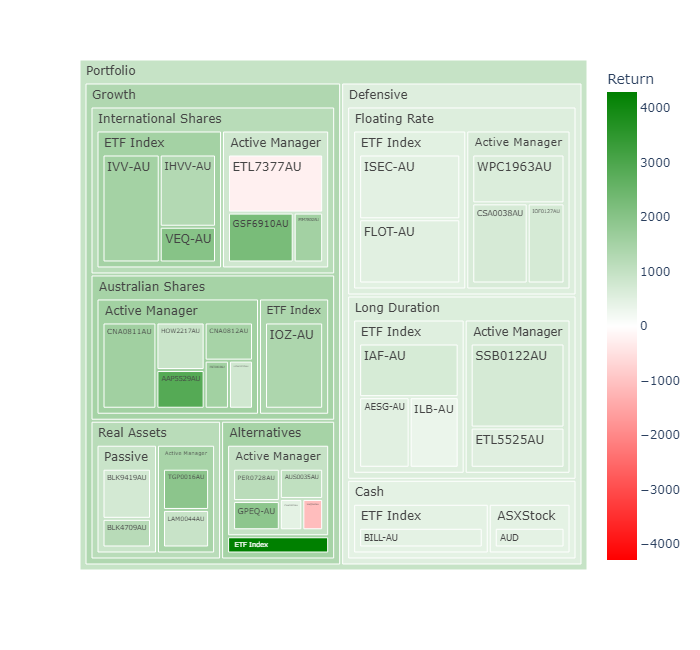 Portfolio
Growth
International Shares
ETF Index
IVV-AU
IHVV-AU
VEQ-AU
Active Manager
ETL7377AU
GSF6910AU
Australian Shares
Active Manager
CNA0811AU
HOW2217AU
CNA0812AU
AAP5529AU
ETF Index
IOZ-AU
Real Assets
Passive
BLK9419AU
BLK4709AU
Active Manager
TGP0016AU
LAM0044AU
Alternatives
Active Manager
PER0728AU
AUS0035AU
GPEQ-AU
ETF Index
Defensive
Floating Rate
ETF Index
ISEC-AU
FLOT-AU
Active Manager
WPC1963AU
CSA0038AU
Long Duration
ETF Index
IAF-AU
AESG-AU
ILB-AU
Active Manager
SSB0122AU
ETL5525AU
Cash
ETF Index
BILL-AU
ASXStock
AUD
Return
4000
3000
2000
1000
0
−1000
−2000
−3000
−4000